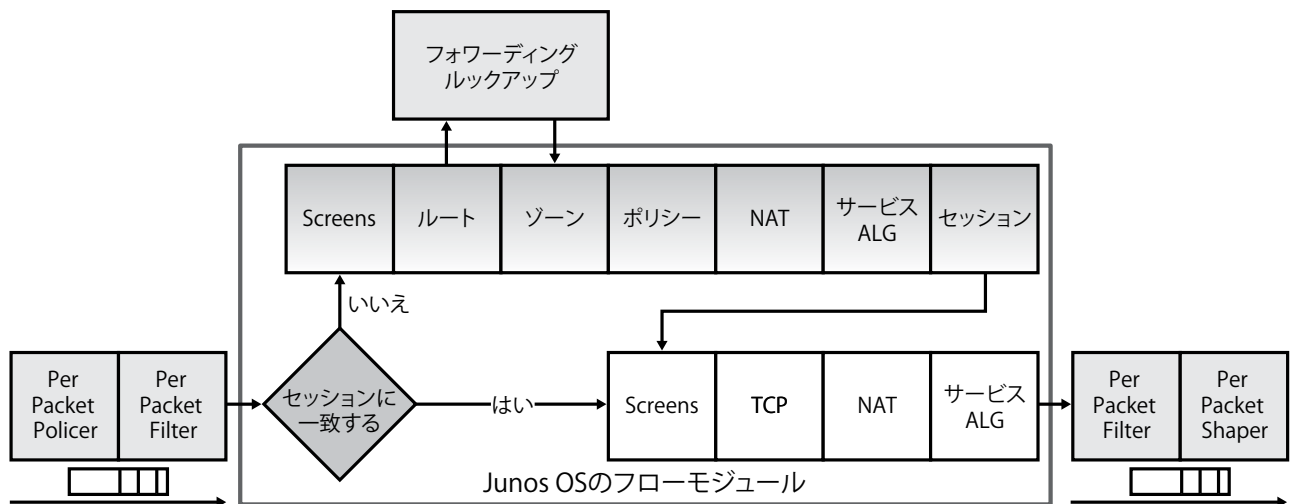 フォワーディング
ルックアップ
Screens
ルート
ゾーン
ポリシー
NAT
サービス
ALG
セッション
いいえ
Per
Packet
Policer
Per
Packet
Filter
セッションに
一致する
はい
Screens
TCP
NAT
サービス
ALG
Per
Packet
Filter
Per
Packet
Shaper
Junos OSのフローモジュール